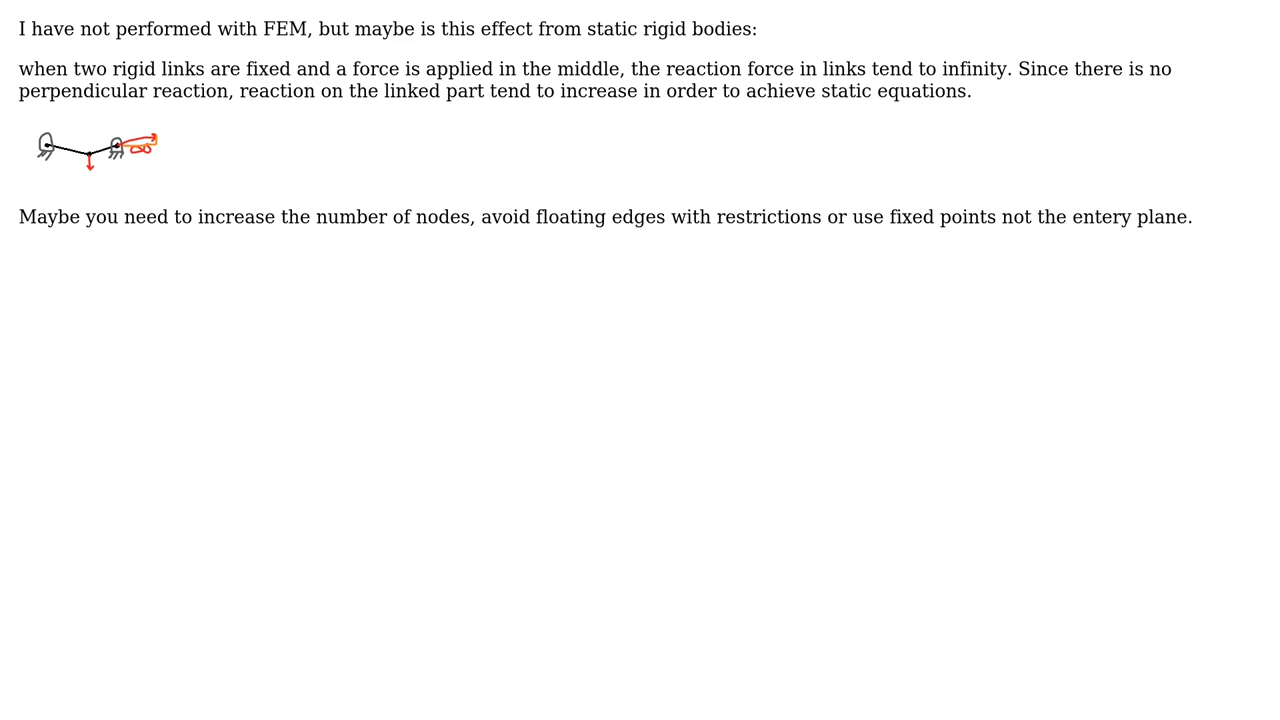 I have not performed with FEM, but maybe is this effect from static rigid bodies:
when two rigid links are fixed and a force is applied in the middle, the reaction force in links tend to infinity. Since there is no
perpendicular reaction, reaction on the linked part tend to increase in order to achieve static equations.
∞
Maybe you need to increase the number of nodes, avoid floating edges with restrictions or use fixed points not the entery plane.